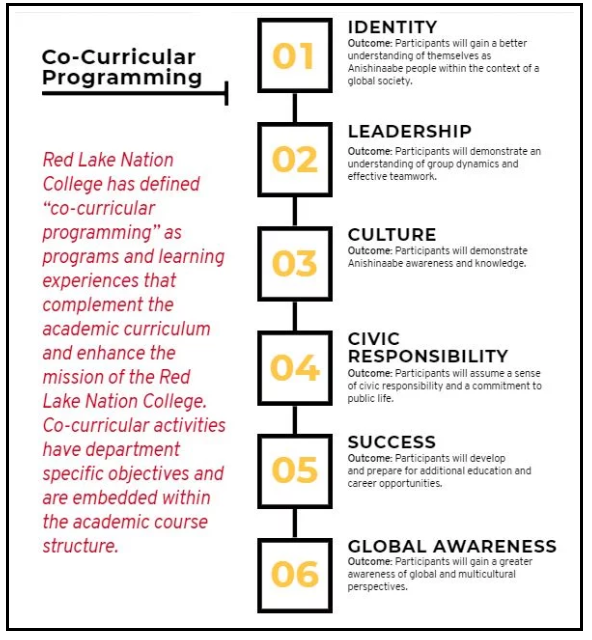 Co-Curricular
Programming
Red Lake Nation
College has defined
“co-curricular
programming” as
programs and learning
experiences that
complement the
academic curriculum
and enhance the
mission of the Red
Lake Nation College.
Co-curricular activities
have department
specific objectives and
are embedded within
the academic course
structure.
01
IDENTITY
Outcome: Participants will gain a better
understanding of themselves as
Anishinaabe people within the context of a
global society.
02
LEADERSHIP
Outcome: Participants will demonstrate an
understanding of group dynamics and
effective teamwork.
03
CULTURE
Outcome: Participants will demonstrate
Anishinaabe awareness and knowledge.
04
CIVIC
RESPONSIBILITY
Outcome: Participants will assume a sense
of civic responsibility and a commitment to
public life.
05
SUCCESS
Outcome: Participants will develop
and prepare for additional education and
career opportunities.
06
GLOBAL AWARENESS
Outcome: Participants will gain a greater
awareness of global and multicultural
perspectives.